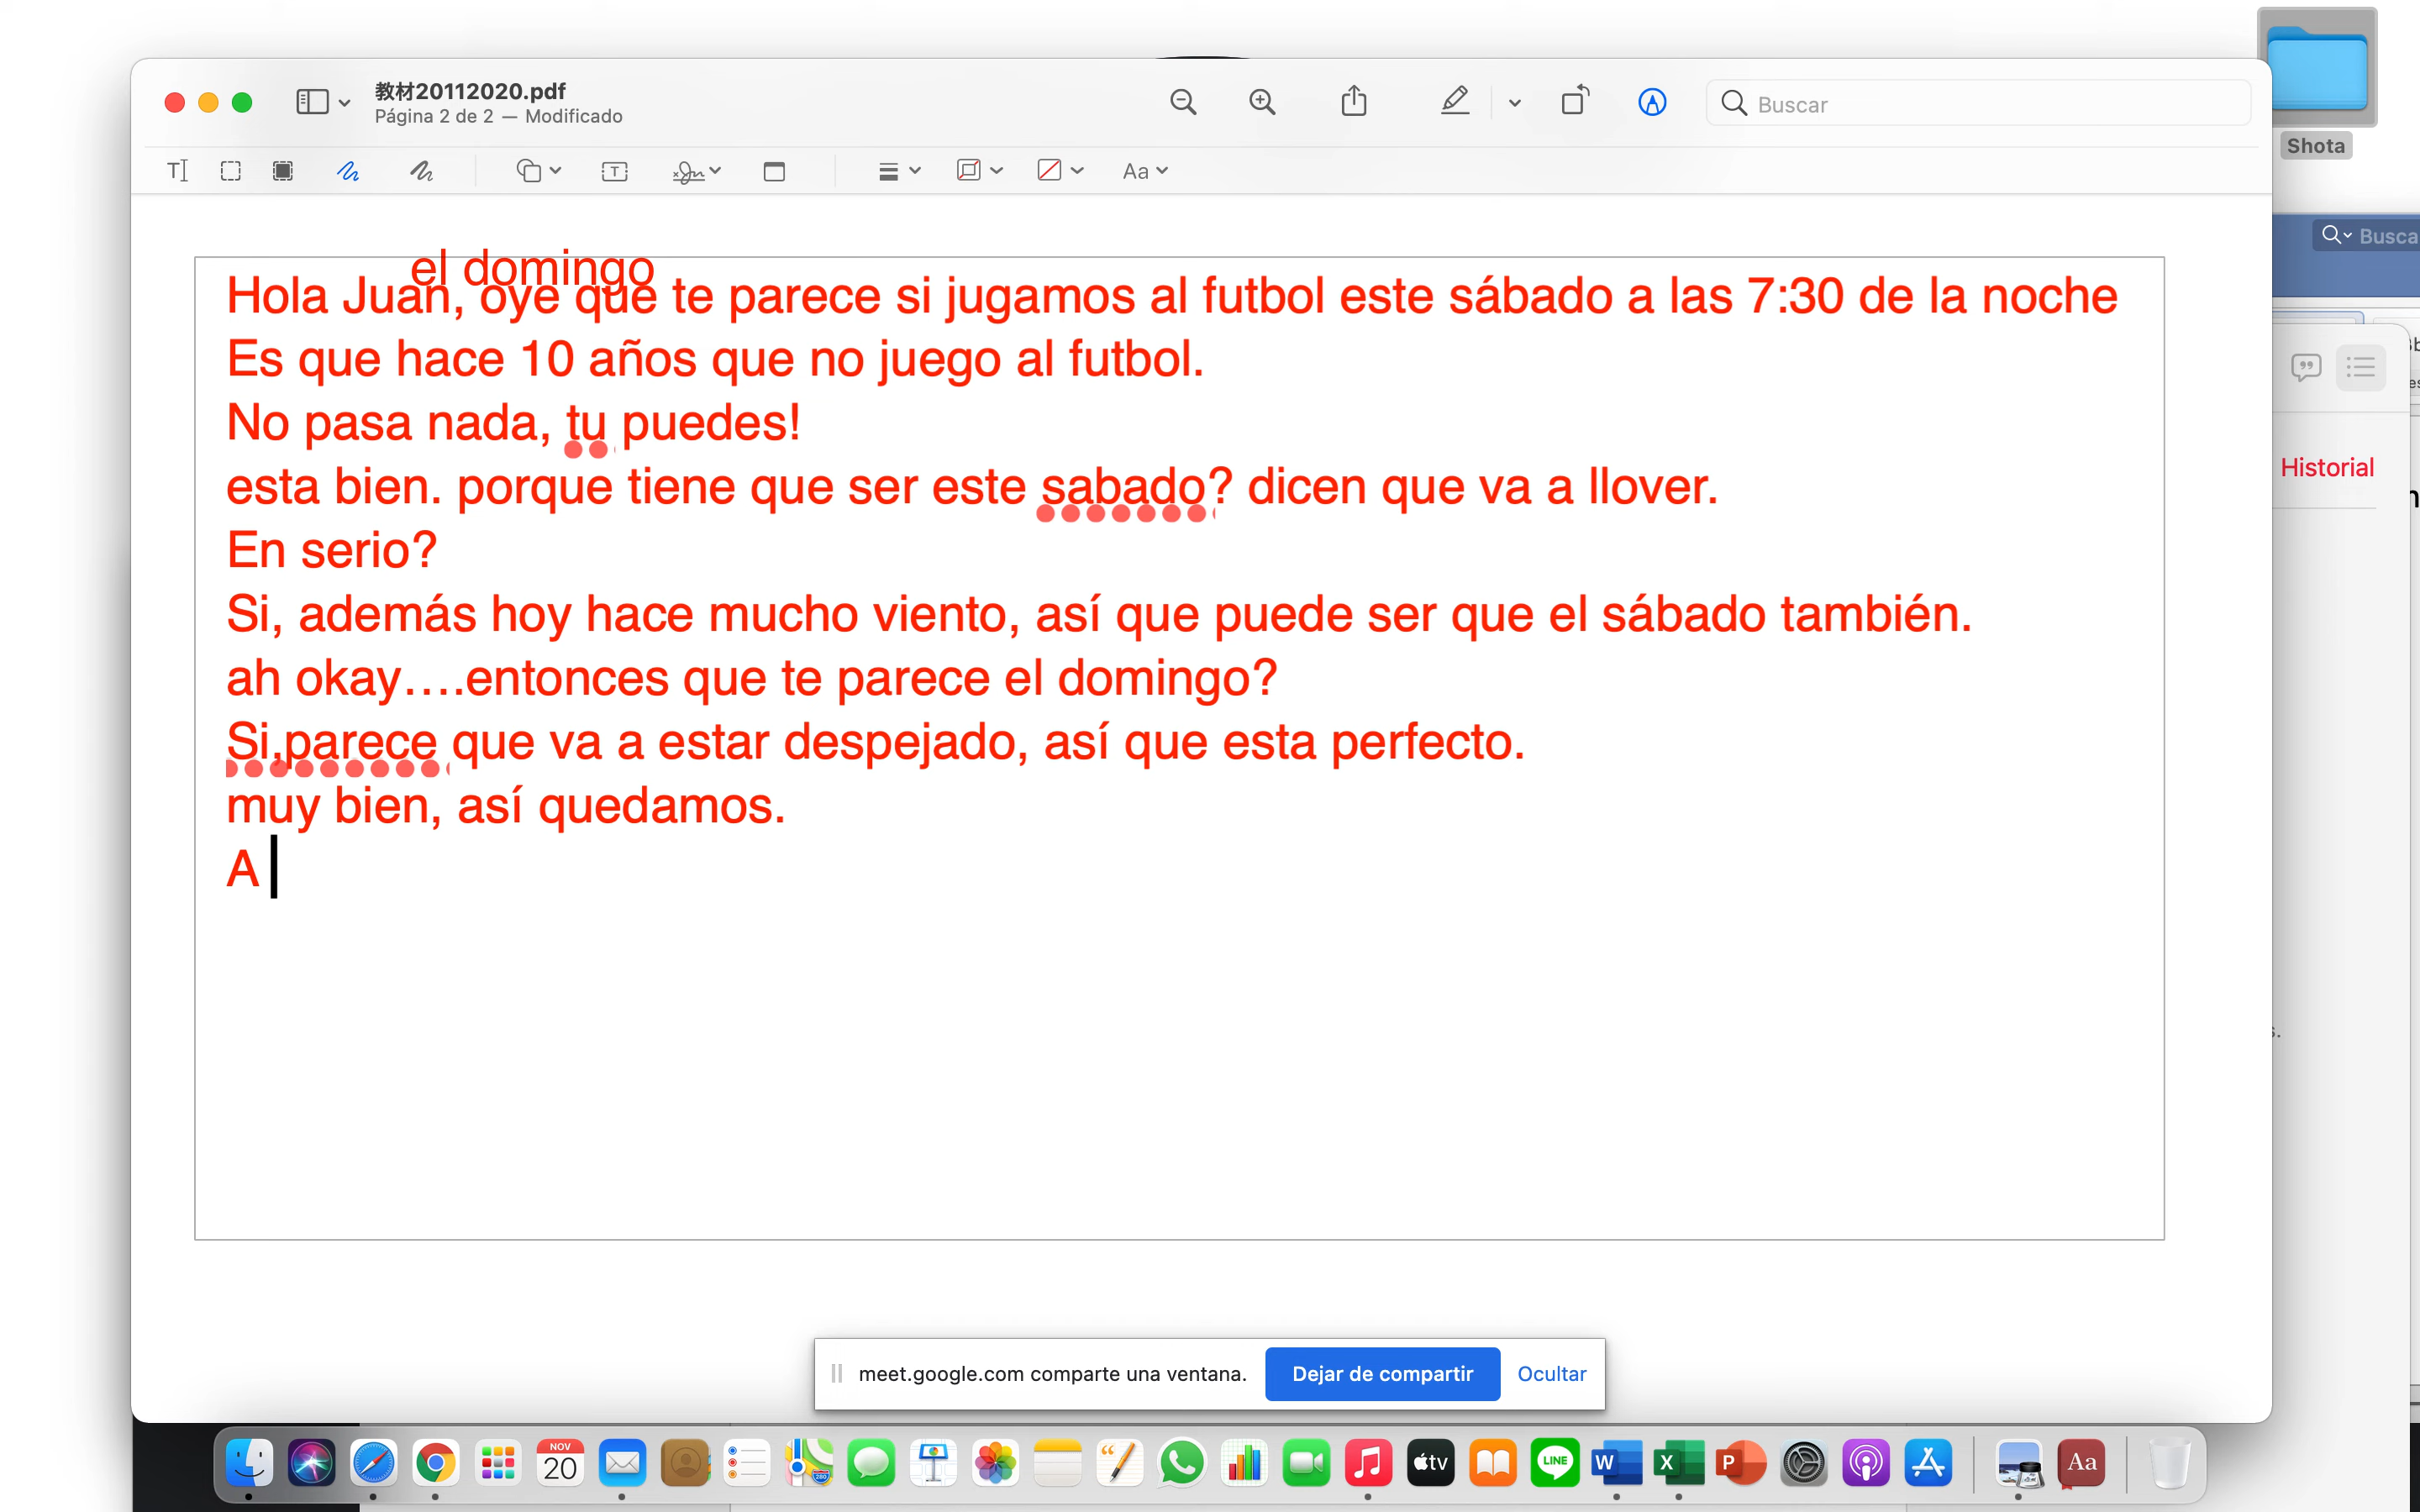 Shota
教材20112020.pdf
Página 2 de 2 — Modificado
Buscar
T
T
Aa
Busca
el domingo
Hola Juan, oye que te parece si jugamos al futbol este sábado a las 7:30 de la noche
Es que hace 10 años que no juego al futbol.
No pasa nada, tu puedes!
esta bien. porque tiene que ser este sabado? dicen que va a llover.
En serio?
Si, además hoy hace mucho viento, así que puede ser que el sábado también.
ah okay….entonces que te parece el domingo?
Si,parece que va a estar despejado, así que esta perfecto.
muy bien, así quedamos.
A
Historial
meet.google.com comparte una ventana.
Dejar de compartir
Ocultar
NOV
20
280
tv
LINE
W
X
P
Aa